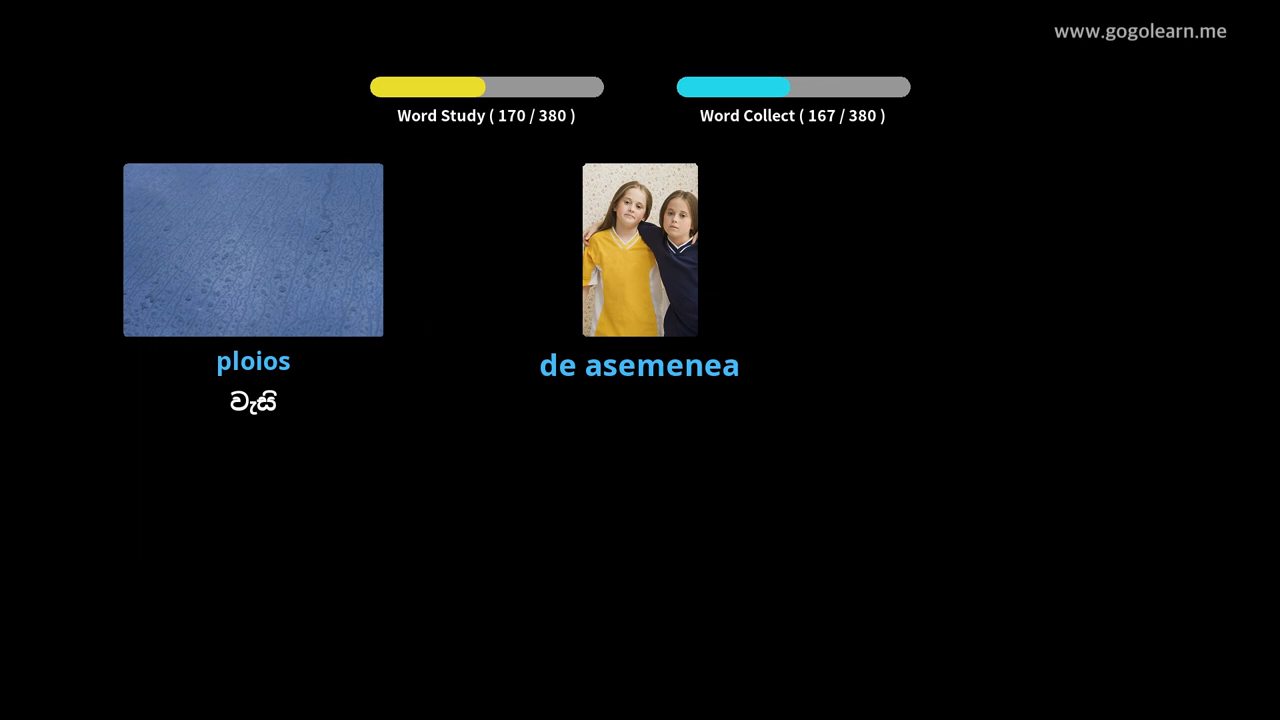 www.gogolearn.me
Word Study ( 170 / 380 )
Word Collect ( 167 / 380 )
ploios
වැසි
de asemenea